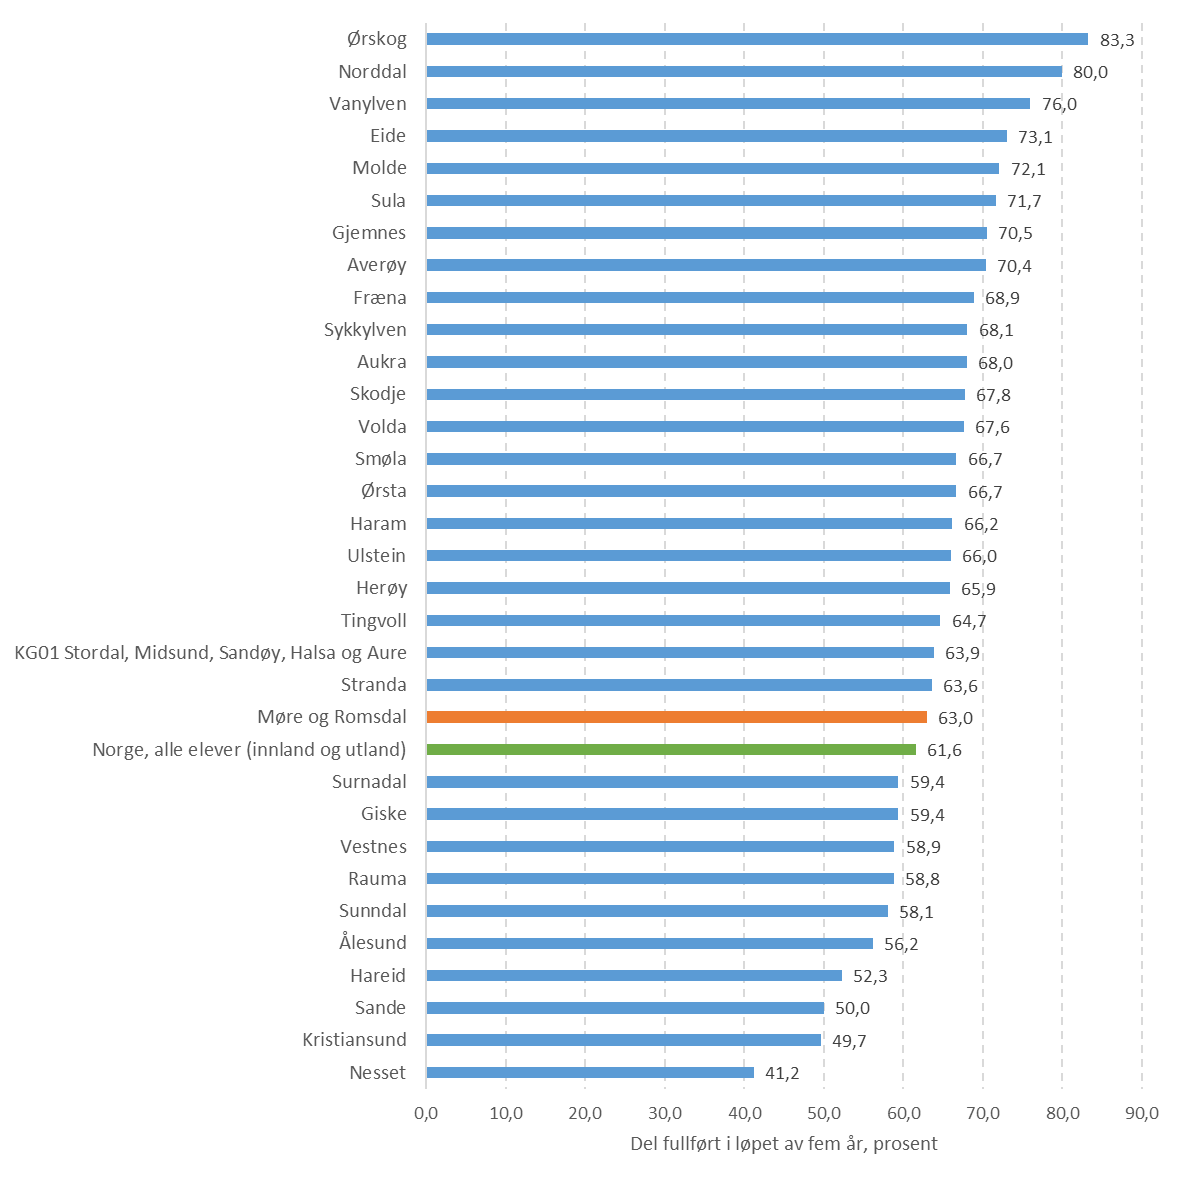 Ørskog 83,3
Norddal 80,0
Vanylven 76,0
Eide 73,1
Molde 72,1
Sula 71,7
Gjemnes 70,5
Averøy 70,4
Fræna 68,9
Sykkylven 68,1
Aukra 68,0
Skodje 67,8
Volda 67,6
Smøla 66,7
Ørsta 66,7
Haram 66,2
Ulstein 66,0
Herøy 65,9
Tingvoll 64,7
KG01 Stordal, Midsund, Sandøy, Halsa og Aure 63,9
Stranda 63,6
Møre og Romsdal 63,0
Norge, alle elever (innland og utland) 61,6
Surnadal 59,4
Giske 59,4
Vestnes 58,9
Rauma 58,8
Sunndal 58,1
Ålesund 56,2
Hareid 52,3
Sande 50,0
Kristiansund 49,7
Nesset 41,2
0,0 10,0 20,0 30,0 40,0 50,0 60,0 70,0 80,0 90,0
Del fullført i løpet av fem år, prosent